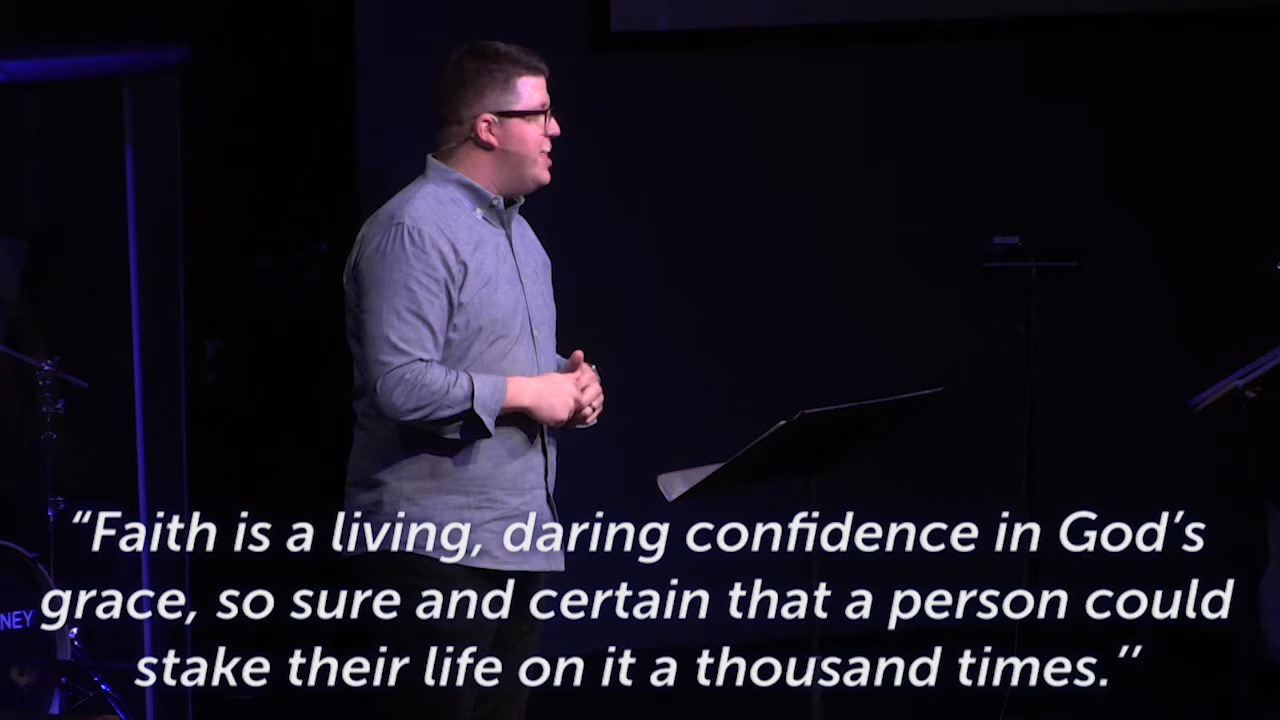 “Faith is a living, daring confidence in God’s
grace, so sure and certain that a person could
stake their life on it a thousand times.”
NEY